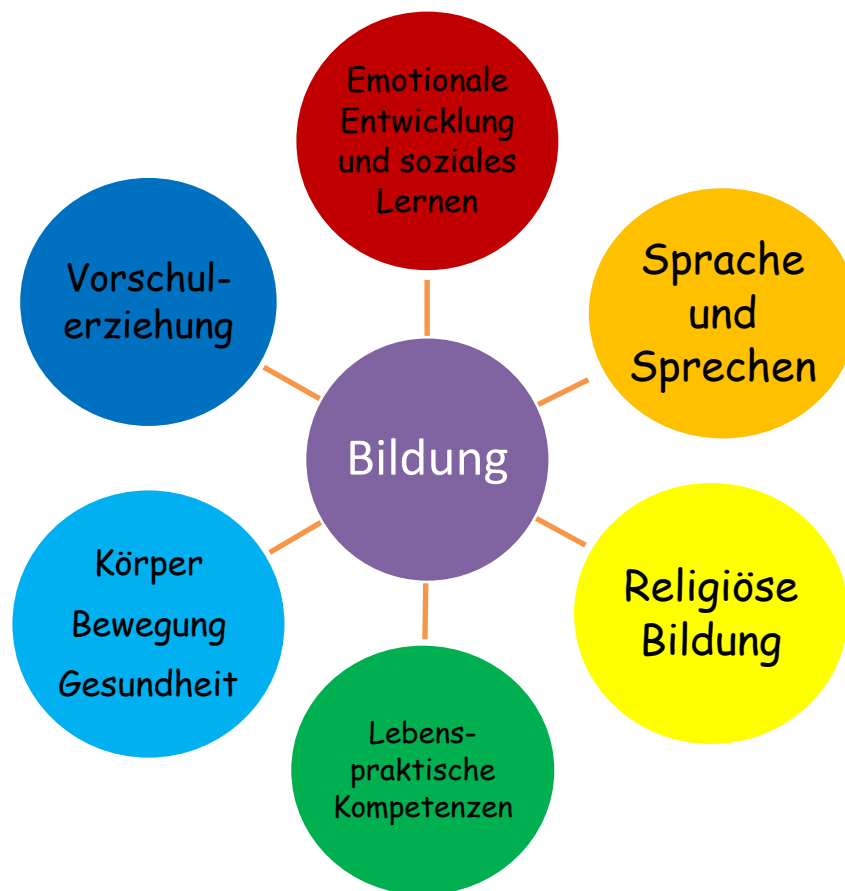 Emotionale
Entwicklung
und soziales
Lernen
Sprache
und
Sprechen
Vorschul-
erziehung
Bildung
Körper
Bewegung
Gesundheit
Religiöse
Bildung
Lebens-
praktische
Kompetenzen